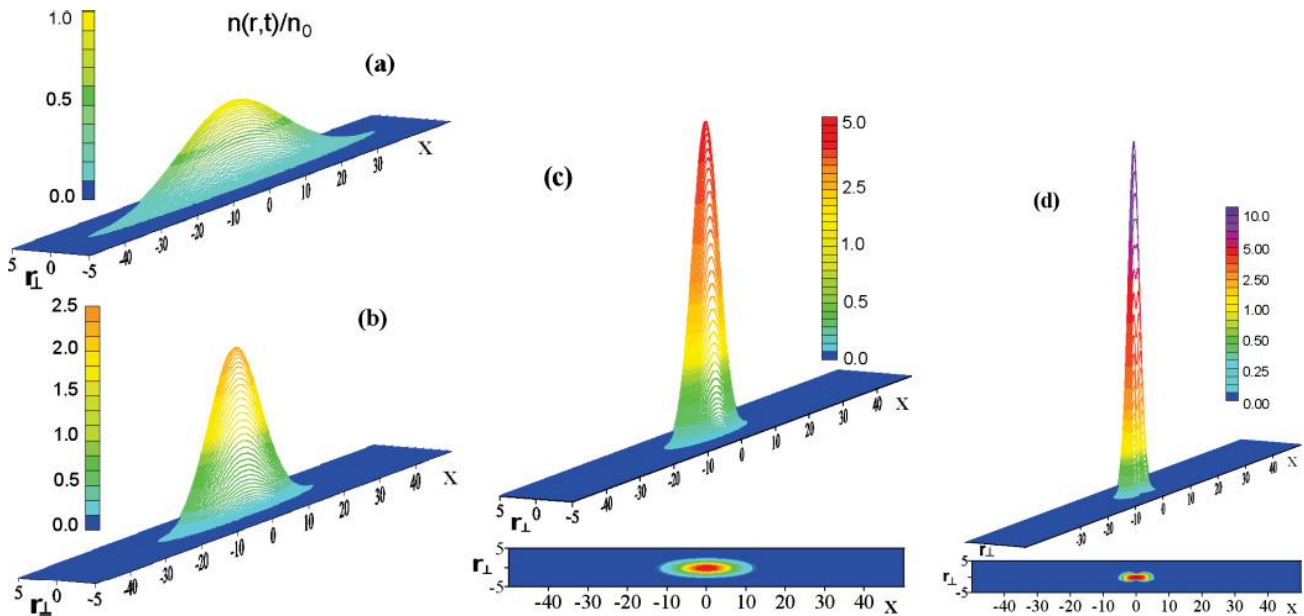 1.0
0.5
0.0
n(r,t)/n₀
(a)
X
-40 -30 -20 -10 0 10 20 30
5 0 -5
r⊥
(b)
2.5
2.0
1.5
1.0
0.5
0.0
X
-40 -30 -20 -10 0 10 20 30 40
5 0 -5
r⊥
(c)
5.0
2.5
1.0
0.5
0.0
X
-40 -30 -20 -10 0 10 20 30 40
5 0 -5
r⊥
r⊥
5
-5
-40 -30 -20 -10 0 10 20 30 40 X
(d)
10.0
5.00
2.50
1.00
0.50
0.25
0.00
X
-30 -20 -10 0 10 20 30 40
r⊥
r⊥
5
-5
-40 -30 -20 -10 0 10 20 30 40 X